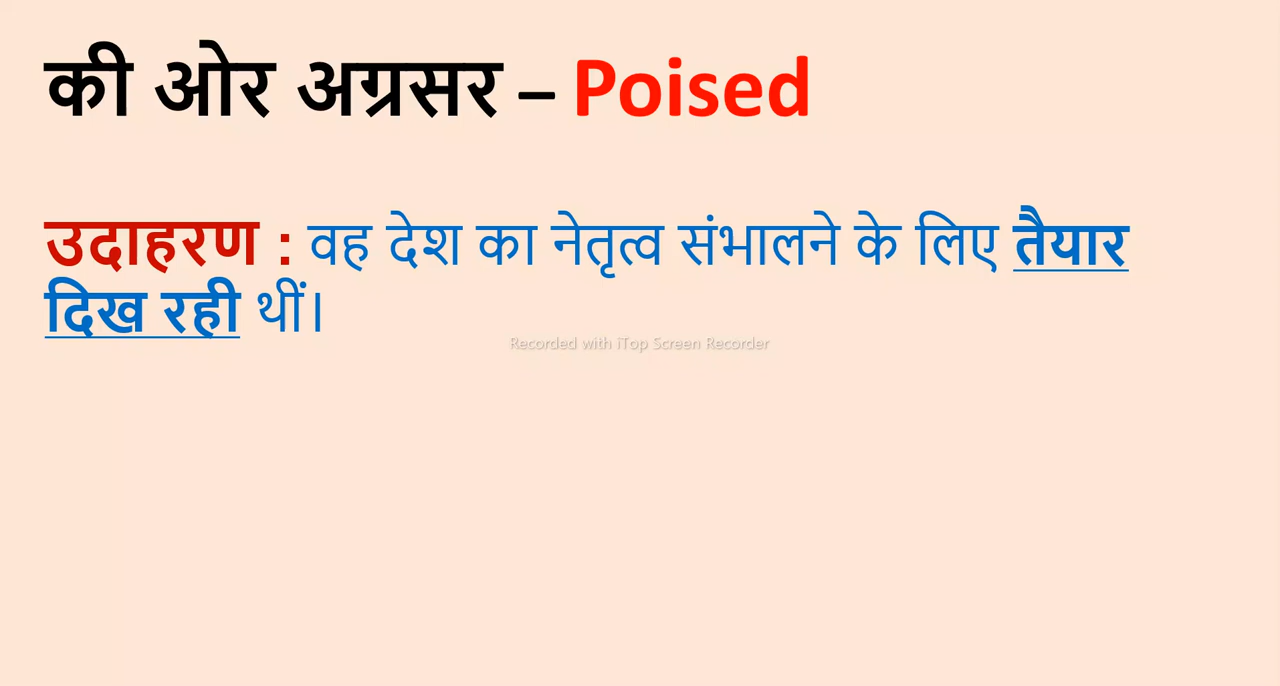 की ओर अग्रसर – Poised
उदाहरण : वह देश का नेतृत्व संभालने के लिए तैयार
दिख रही थीं।
Recorded with iTop Screen Recorder